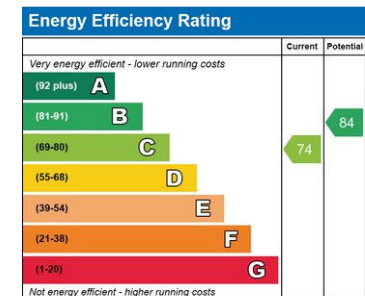 Energy Efficiency Rating
Current Potential
Very energy efficient - lower running costs
(92 plus) A
(81-91) B
84
(69-80) C
74
(55-68) D
(39-54) E
(21-38) F
(1-20) G
Not energy efficient - higher running costs